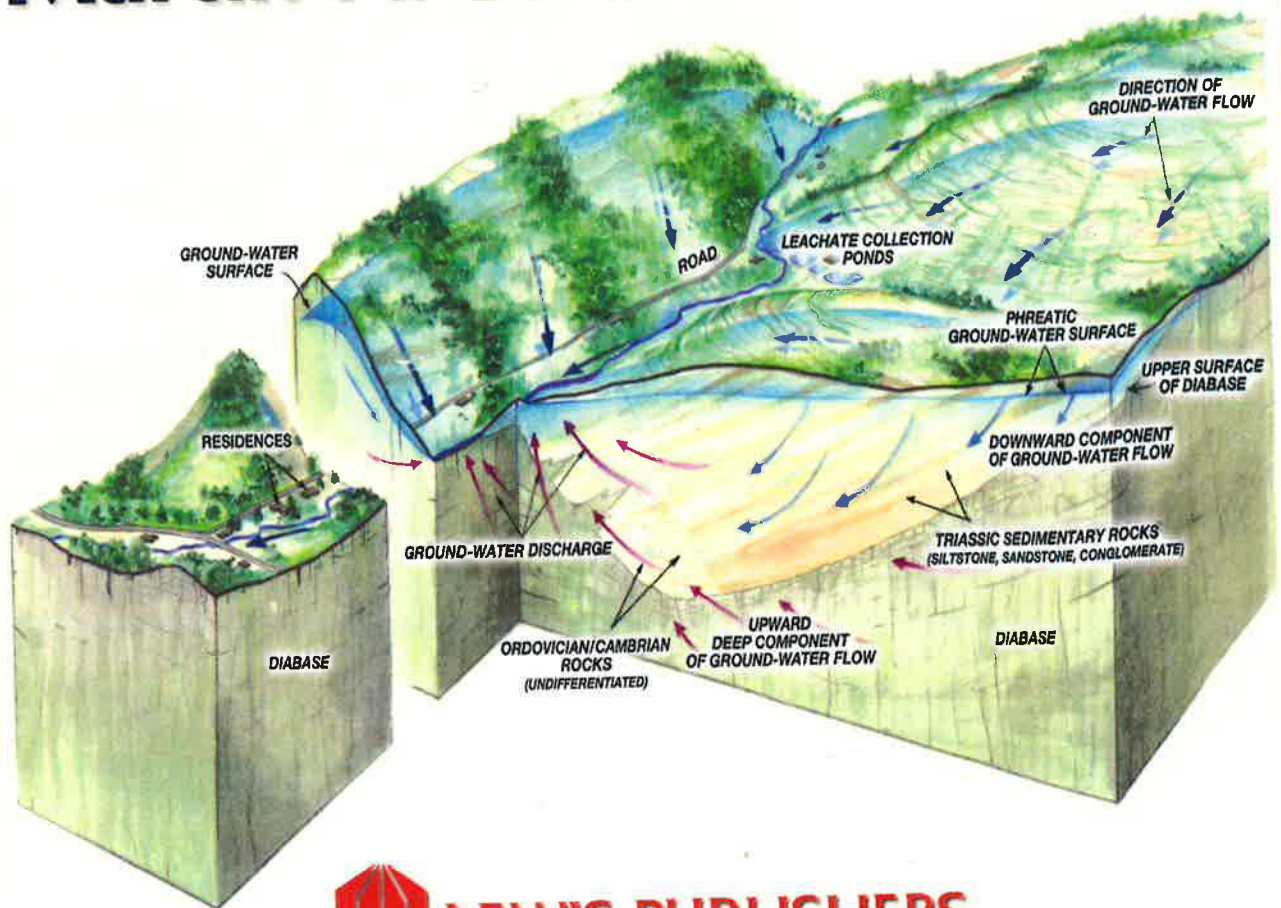 DIRECTION OF
GROUND-WATER FLOW
GROUND-WATER
SURFACE
ROAD
LEACHATE COLLECTION
PONDS
PHREATIC
GROUND-WATER SURFACE
UPPER SURFACE
OF DIABASE
RESIDENCES
DOWNWARD COMPONENT
OF GROUND-WATER FLOW
GROUND-WATER DISCHARGE
TRIASSIC SEDIMENTARY ROCKS
(SILTSTONE, SANDSTONE, CONGLOMERATE)
ORDOVICIAN/CAMBRIAN
ROCKS
(UNDIFFERENTIATED)
UPWARD
DEEP COMPONENT
OF GROUND-WATER FLOW
DIABASE
DIABASE
LEWIS PUBLISHERS